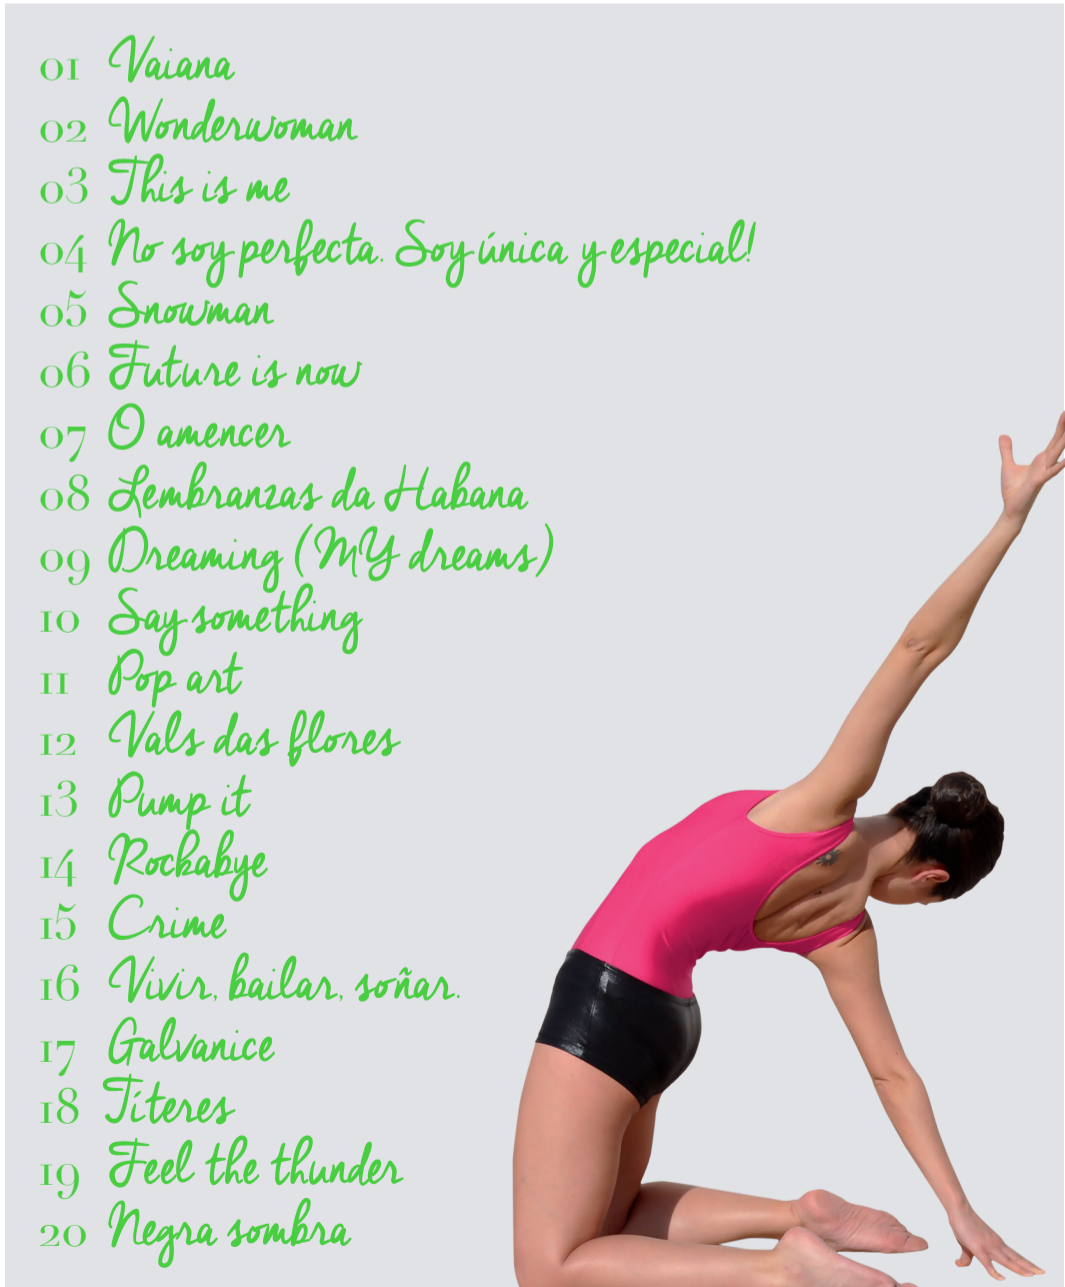 01 Vaiana
02 Wonderwoman
03 This is me
04 No soy perfecta. Soy única y especial!
05 Snowman
06 Future is now
07 O amencer
08 Lembranzas da Habana
09 Dreaming (MY dreams)
10 Say something
11 Pop art
12 Vals das flores
13 Pump it
14 Rockabye
15 Crime
16 Vivir, bailar, soñar.
17 Galvanice
18 Títeres
19 Feel the thunder
20 Negra sombra